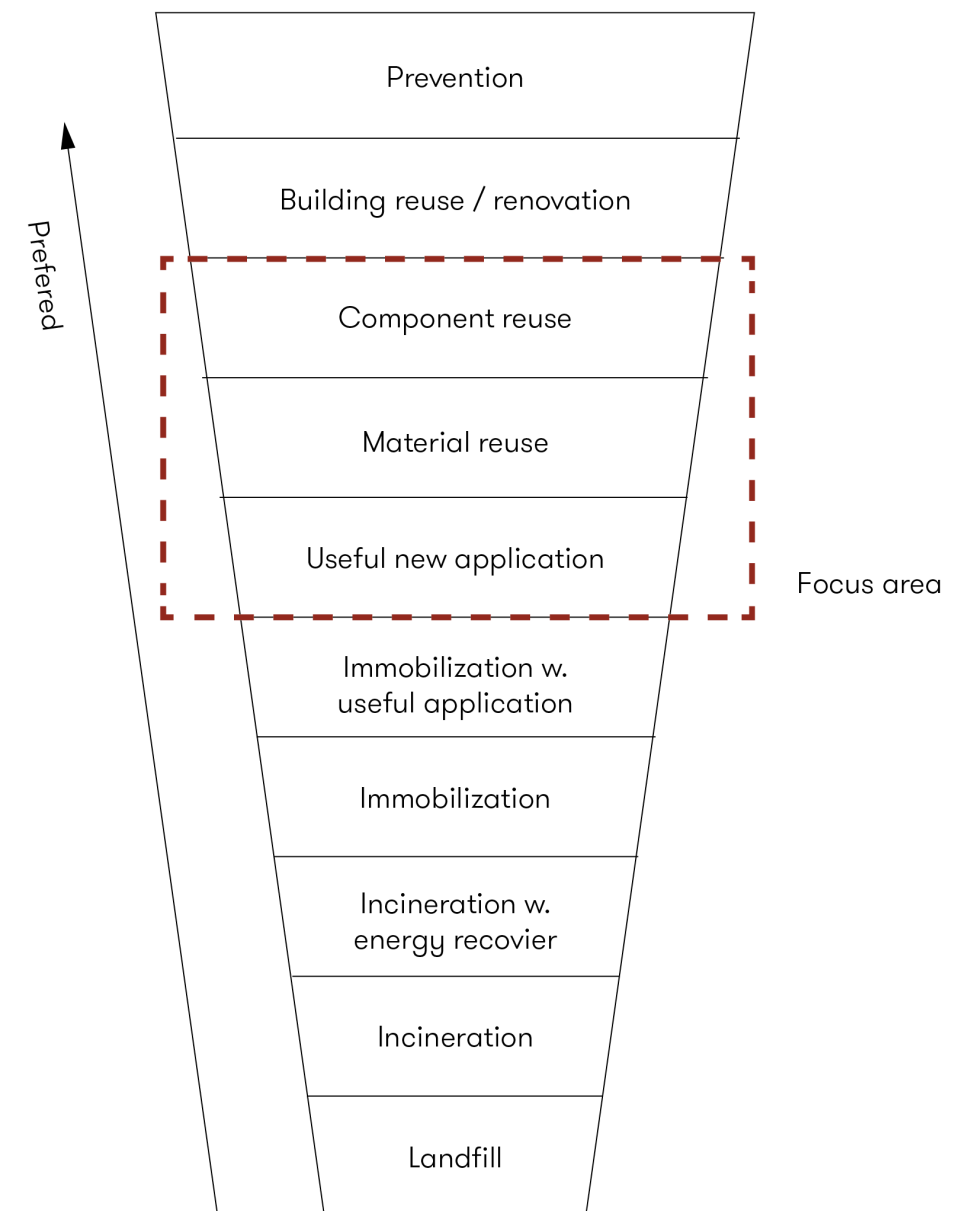 Prevention
Building reuse / renovation
Prefered
Component reuse
Material reuse
Useful new application
Focus area
Immobilization w.
useful application
Immobilization
Incineration w.
energy recovier
Incineration
Landfill